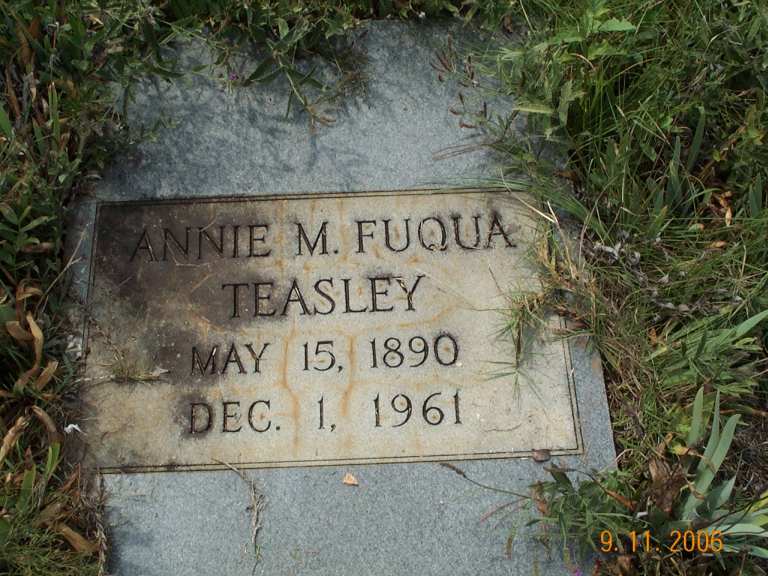 ANNIE M. FUQUA
TEASLEY
MAY 15, 1890
DEC. 1, 1961
9.11.2006